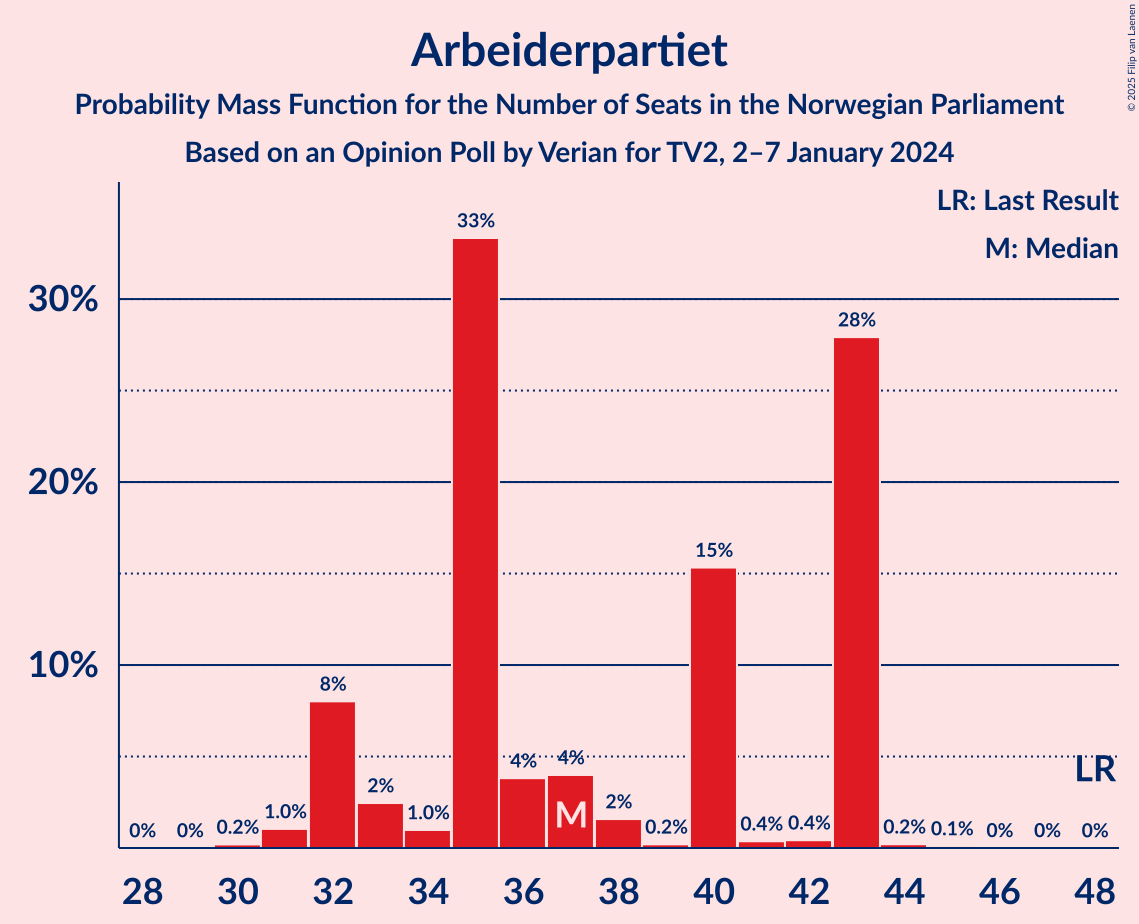 Arbeiderpartiet
Probability Mass Function for the Number of Seats in the Norwegian Parliament
Based on an Opinion Poll by Verian for TV2, 2–7 January 2024
© 2025 Filip van Laenen
LR: Last Result
M: Median
30%
20%
10%
0%
0%
0.2%
1.0%
8%
2%
1.0%
33%
4%
4%
2%
0.2%
15%
0.4%
0.4%
28%
0.2%
0.1%
0%
0%
0%
M
LR
28 30 32 34 36 38 40 42 44 46 48